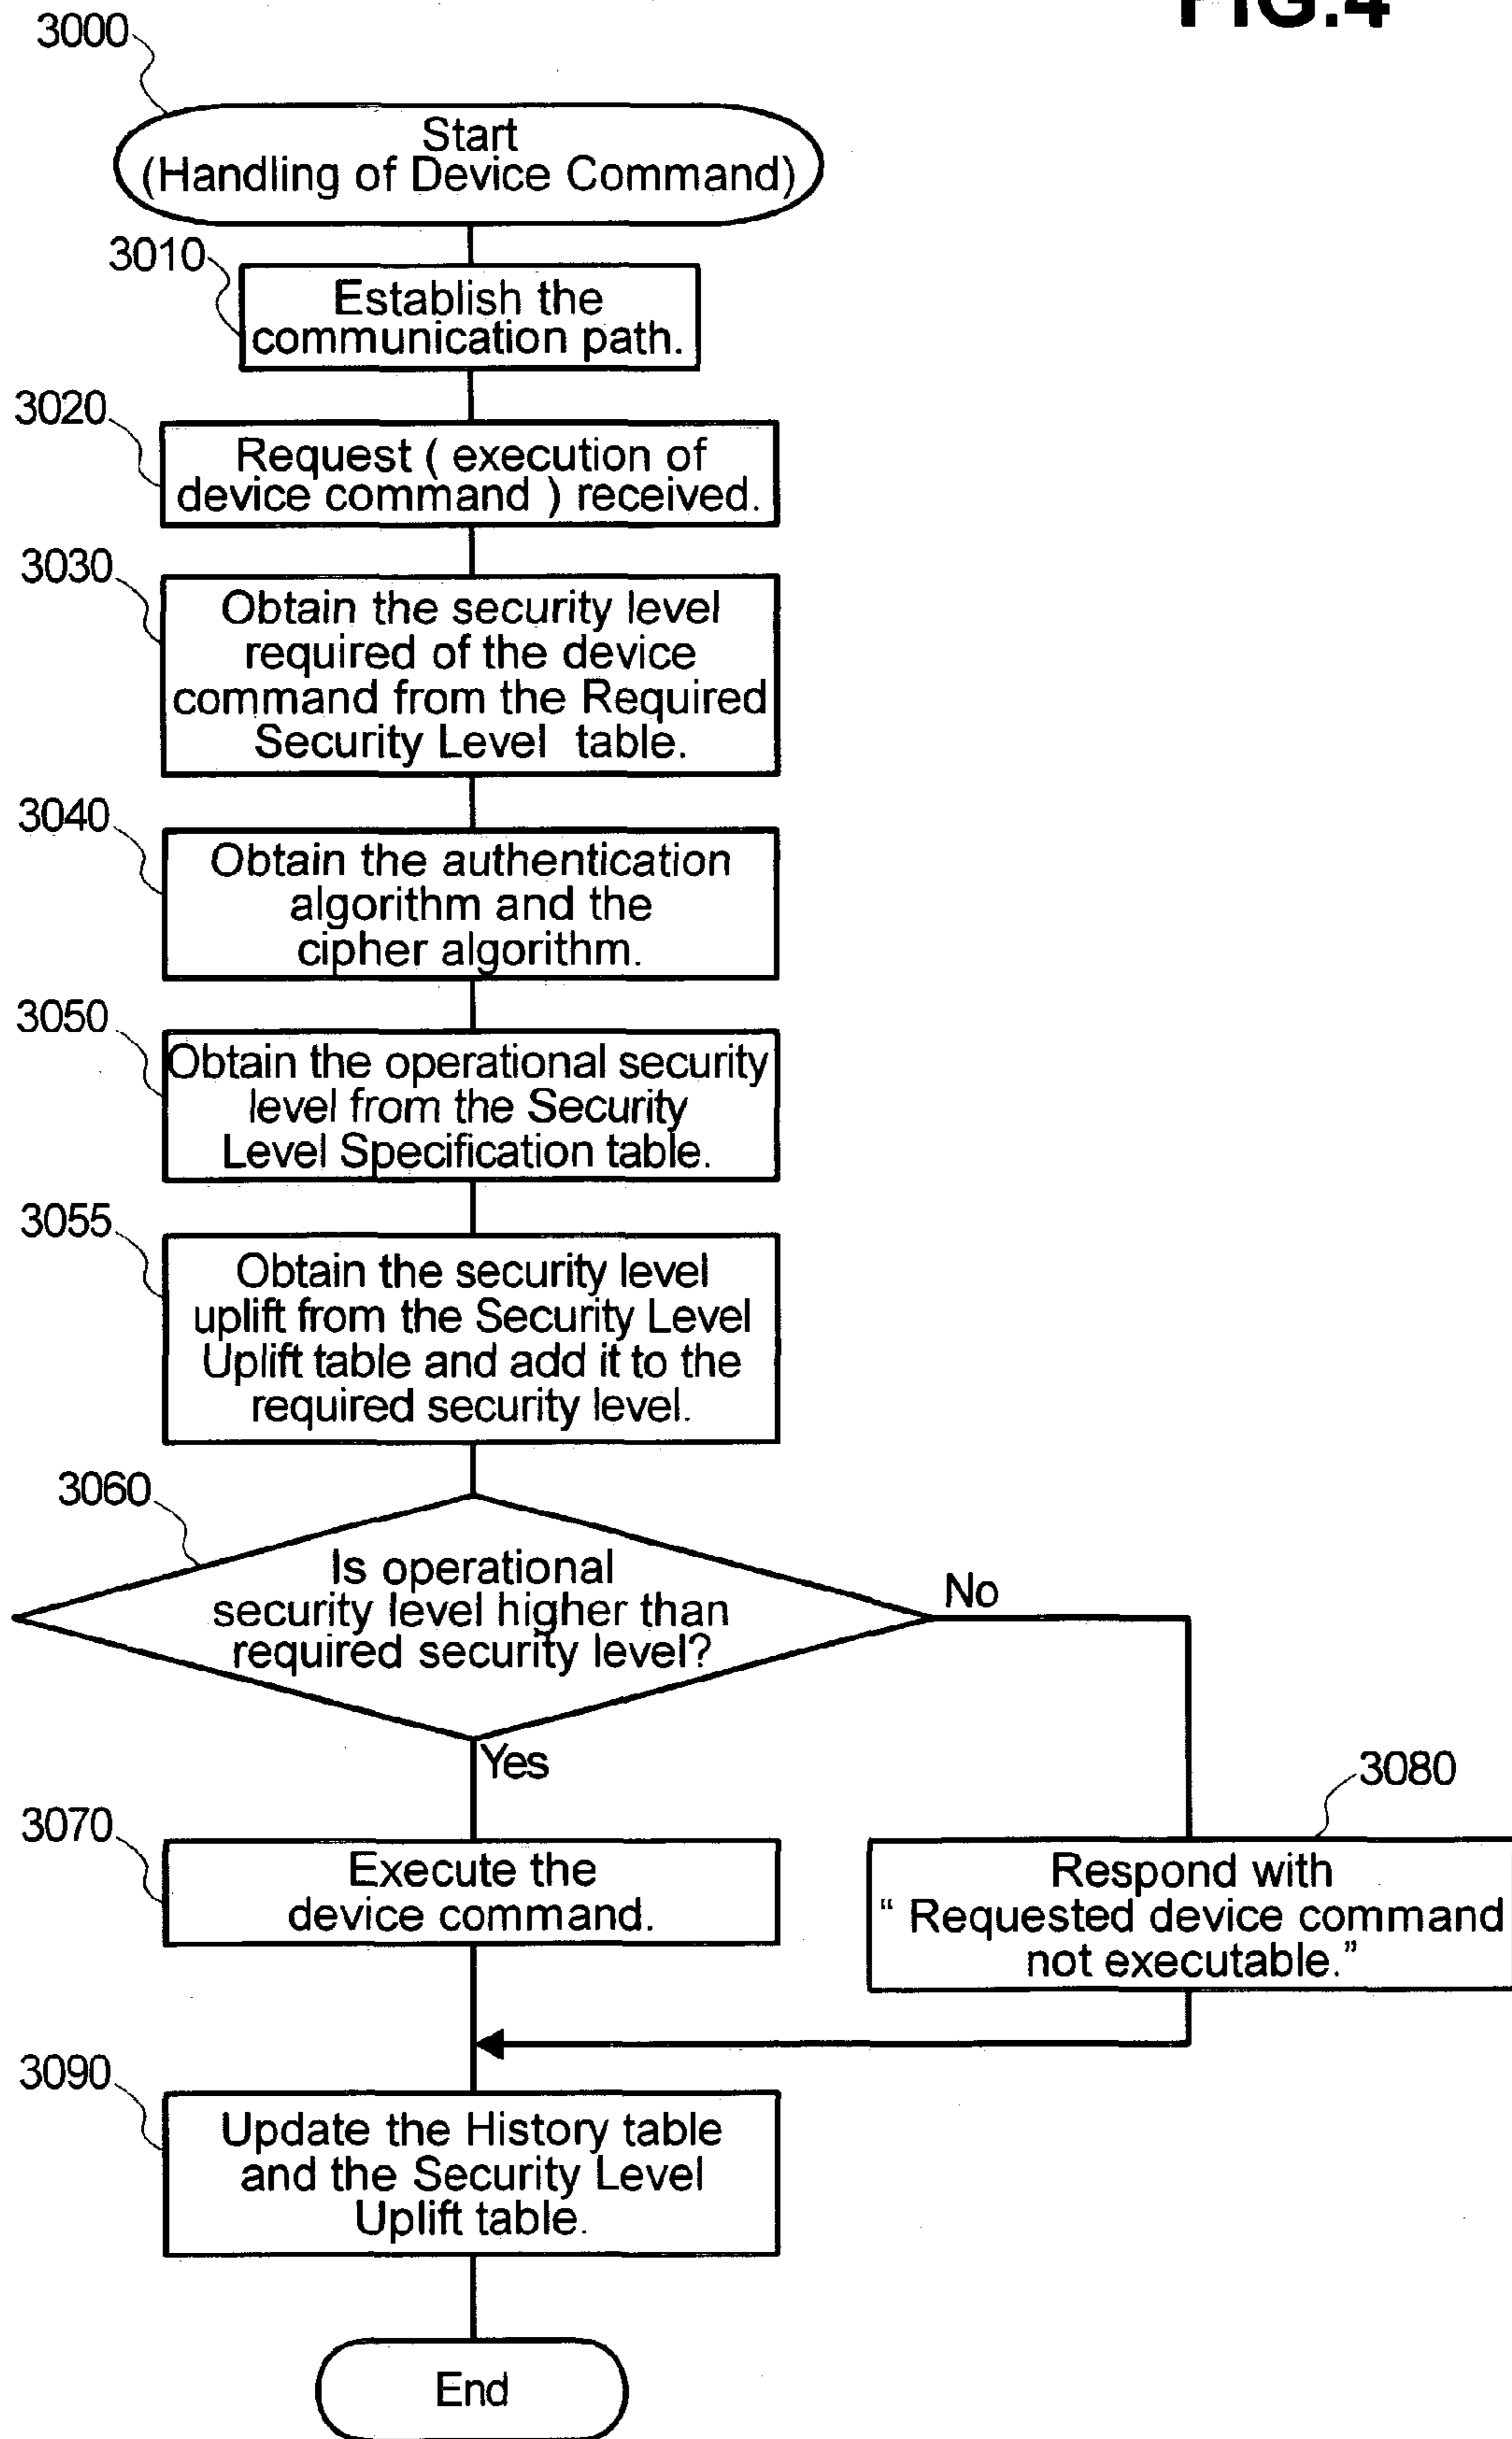 FIG.4
3000
Start
(Handling of Device Command)
3010
Establish the
communication path.
3020
Request ( execution of
device command ) received.
3030
Obtain the security level
required of the device
command from the Required
Security Level table.
3040
Obtain the authentication
algorithm and the
cipher algorithm.
3050
Obtain the operational security
level from the Security
Level Specification table.
3055
Obtain the security level
uplift from the Security Level
Uplift table and add it to the
required security level.
3060
Is operational
security level higher than
required security level?
No
Yes
3070
Execute the
device command.
3080
Respond with
“ Requested device command
not executable.”
3090
Update the History table
and the Security Level
Uplift table.
End